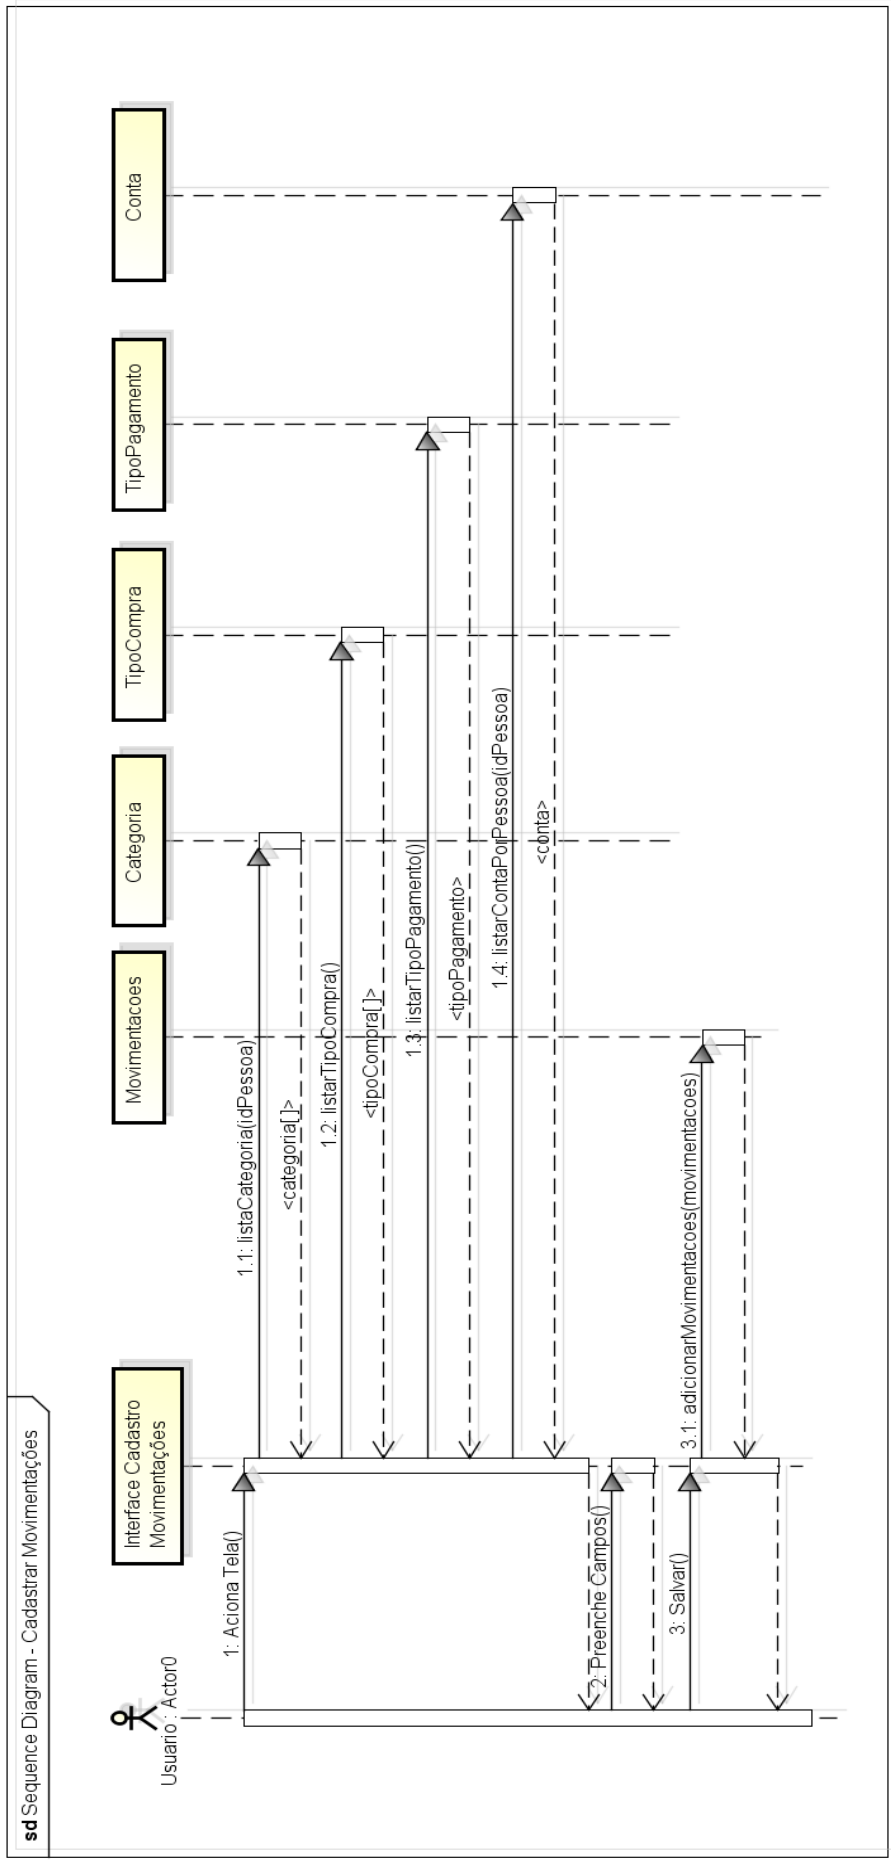 sd Sequence Diagram - Cadastrar Movimentações
Usuario : Actor0
Interface Cadastro
Movimentações
Movimentacoes
Categoria
TipoCompra
TipoPagamento
Conta
1: Aciona Tela()
1.1: listaCategoria(idPessoa)
<categoria[]>
1.2: listarTipoCompra()
<tipoCompra[]>
1.3: listarTipoPagamento()
<tipoPagamento>
1.4: listarContaPorPessoa(idPessoa)
<conta>
2: Preenche Campos()
3: Salvar()
3.1: adicionarMovimentacoes(movimentacoes)